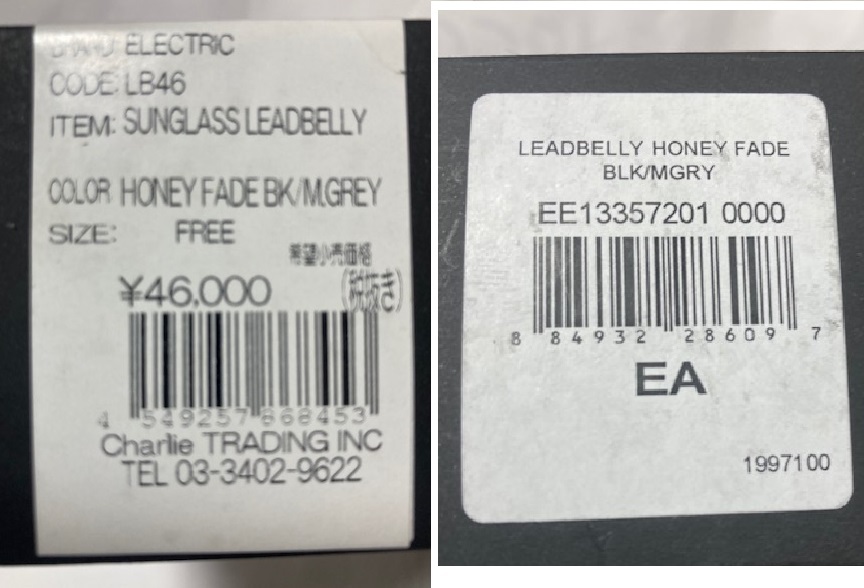 BRAND: ELECTRIC
CODE: LB46
ITEM: SUNGLASS LEADBELLY
COLOR HONEY FADE BK/M.GREY
SIZE: FREE
希望小売価格
¥46,000 (税抜き)
4 549257 868453
Charlie TRADING INC
TEL 03-3402-9622
LEADBELLY HONEY FADE
BLK/MGRY
EE13357201 0000
8 84932 28609 7
EA
1997100